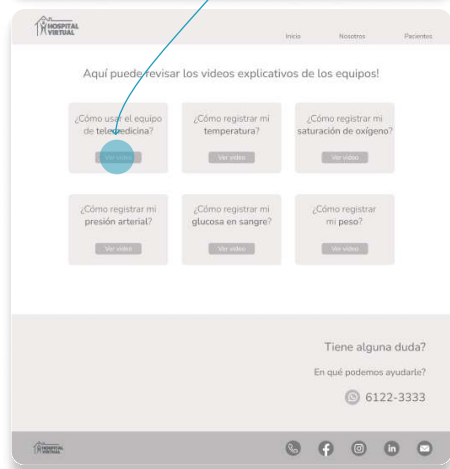 HOSPITAL
VIRTUAL
Inicio Nosotros Pacientes
Aquí puede revisar los videos explicativos de los equipos!
¿Cómo usar el equipo
de telemedicina?
Ver video
¿Cómo registrar mi
temperatura?
Ver video
¿Cómo registrar mi
saturación de oxígeno?
Ver video
¿Cómo registrar mi
presión arterial?
Ver video
¿Cómo registrar mi
glucosa en sangre?
Ver video
¿Cómo registrar
mi peso?
Ver video
Tiene alguna duda?
En qué podemos ayudarle?
6122-3333
HOSPITAL
VIRTUAL